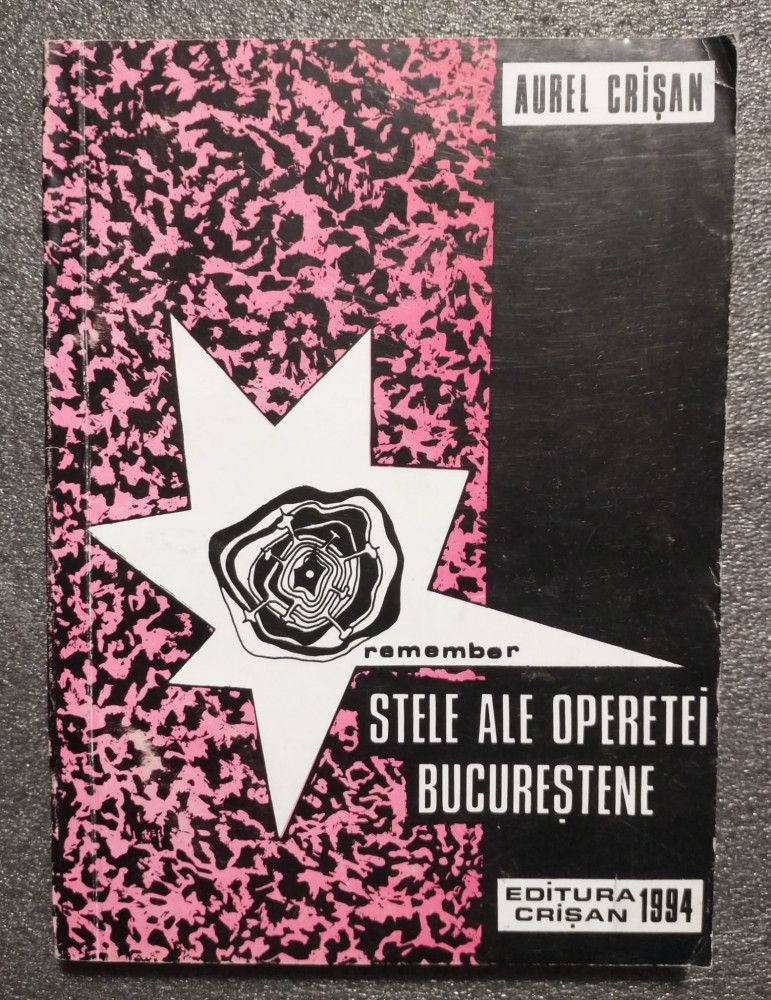 AUREL CRIŞAN
remember
STELE ALE OPERETEI
BUCUREŞTENE
EDITURA
CRIŞAN 1994